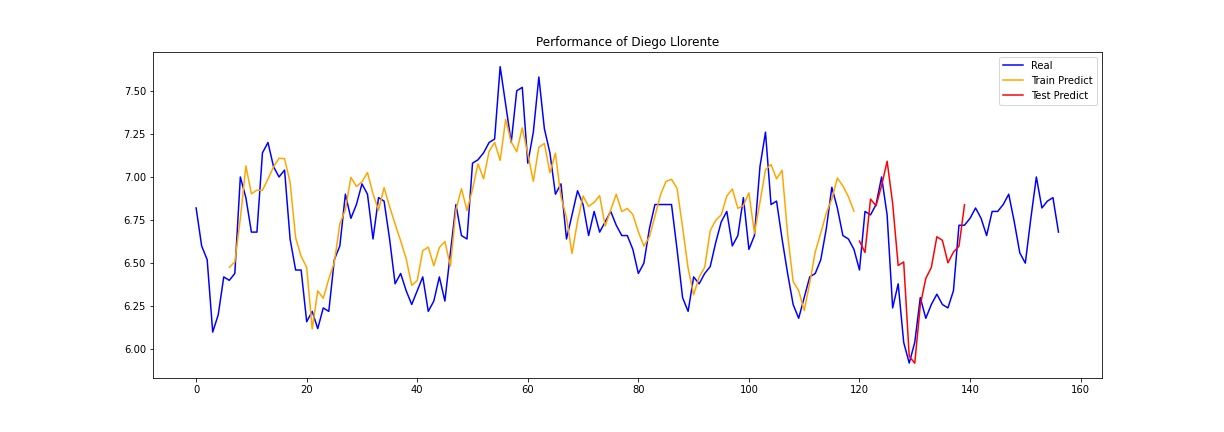 Performance of Diego Llorente
Real
Train Predict
Test Predict
7.50
7.25
7.00
6.75
6.50
6.25
6.00
0 20 40 60 80 100 120 140 160